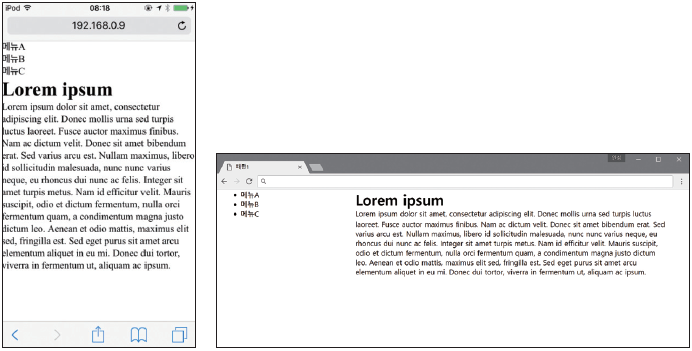 iPod 08:18
192.168.0.9
메뉴A
메뉴B
메뉴C
Lorem ipsum
Lorem ipsum dolor sit amet, consectetur
adipiscing elit. Donec mollis urna sed turpis
luctus laoreet. Fusce auctor maximus finibus.
Nam ac dictum velit. Donec sit amet bibendum
erat. Sed varius arcu est. Nullam maximus, libero
id sollicitudin malesuada, nunc nunc varius
neque, eu rhoncus dui nunc ac felis. Integer sit
amet turpis metus. Nam id efficitur velit. Mauris
suscipit, odio et dictum fermentum, nulla orci
fermentum quam, a condimentum magna justo
dictum leo. Aenean et odio mattis, maximus elit
sed, fringilla est. Sed eget purus sit amet arcu
elementum aliquet in eu mi. Donec dui tortor,
viverra in fermentum ut, aliquam ac ipsum.
메뉴A
메뉴B
메뉴C
Lorem ipsum
Lorem ipsum dolor sit amet, consectetur adipiscing elit. Donec mollis urna sed turpis luctus
laoreet. Fusce auctor maximus finibus. Nam ac dictum velit. Donec sit amet bibendum erat. Sed
varius arcu est. Nullam maximus, libero id sollicitudin malesuada, nunc nunc varius neque, eu
rhoncus dui nunc ac felis. Integer sit amet turpis metus. Nam id efficitur velit. Mauris suscipit,
odio et dictum fermentum, nulla orci fermentum quam, a condimentum magna justo dictum
leo. Aenean et odio mattis, maximus elit sed, fringilla est. Sed eget purus sit amet arcu
elementum aliquet in eu mi. Donec dui tortor, viverra in fermentum ut, aliquam ac ipsum.